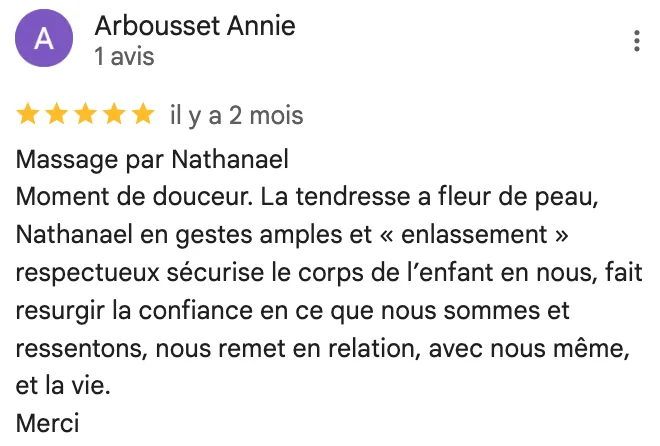 A
Arbousset Annie
1 avis
il y a 2 mois
Massage par Nathanael
Moment de douceur. La tendresse a fleur de peau,
Nathanael en gestes amples et « enlassement »
respectueux sécurise le corps de l’enfant en nous, fait
resurgir la confiance en ce que nous sommes et
ressentons, nous remet en relation, avec nous même,
et la vie.
Merci